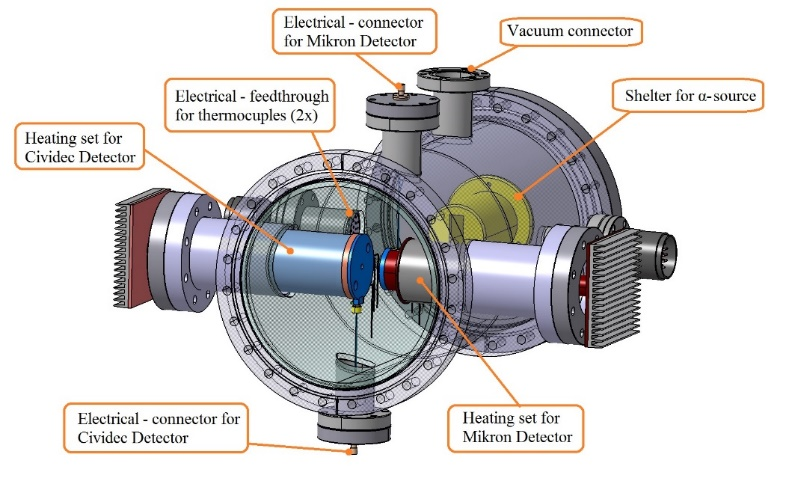 Electrical - connector
for Mikron Detector
Vacuum connector
Electrical - feedthrough
for thermocuples (2x)
Shelter for α-source
Heating set for
Cividec Detector
Electrical - connector for
Cividec Detector
Heating set for
Mikron Detector